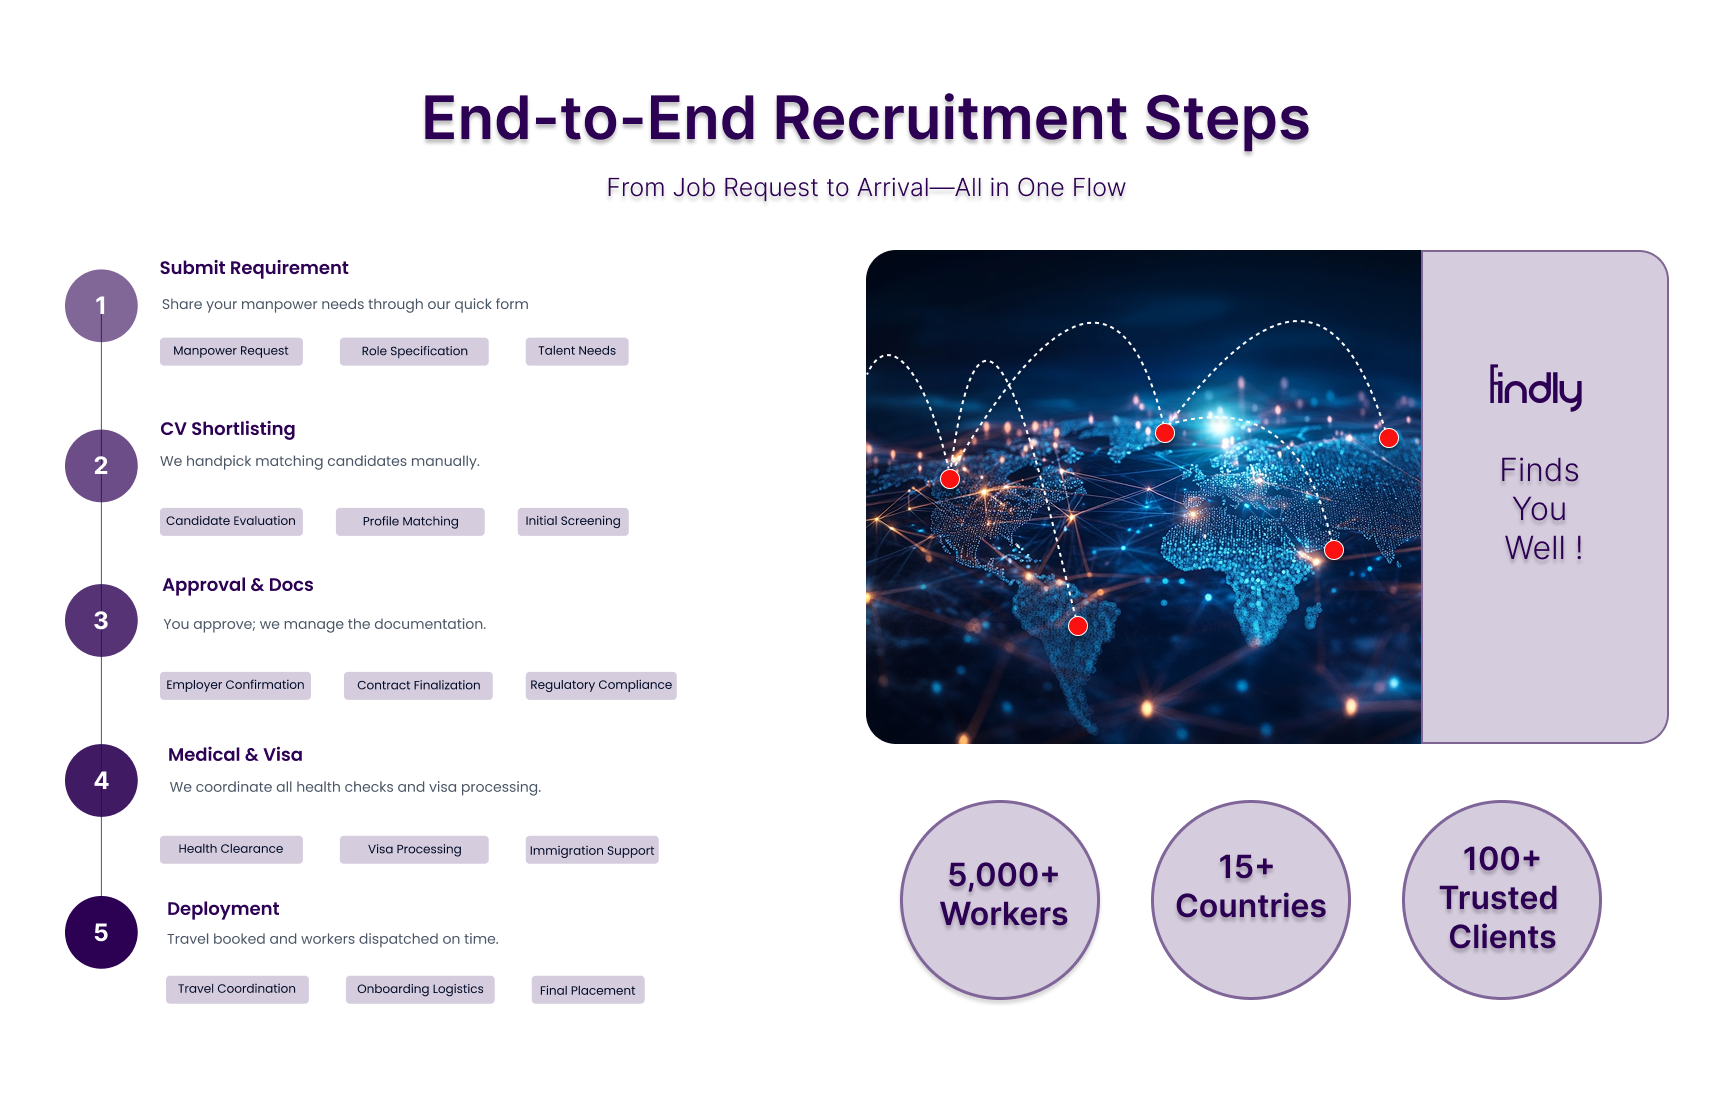 End-to-End Recruitment Steps
From Job Request to Arrival—All in One Flow
1
Submit Requirement
Share your manpower needs through our quick form
Manpower Request
Role Specification
Talent Needs
2
CV Shortlisting
We handpick matching candidates manually.
Candidate Evaluation
Profile Matching
Initial Screening
3
Approval & Docs
You approve; we manage the documentation.
Employer Confirmation
Contract Finalization
Regulatory Compliance
4
Medical & Visa
We coordinate all health checks and visa processing.
Health Clearance
Visa Processing
Immigration Support
5
Deployment
Travel booked and workers dispatched on time.
Travel Coordination
Onboarding Logistics
Final Placement
findly
Finds
You
Well !
5,000+
Workers
15+
Countries
100+
Trusted
Clients